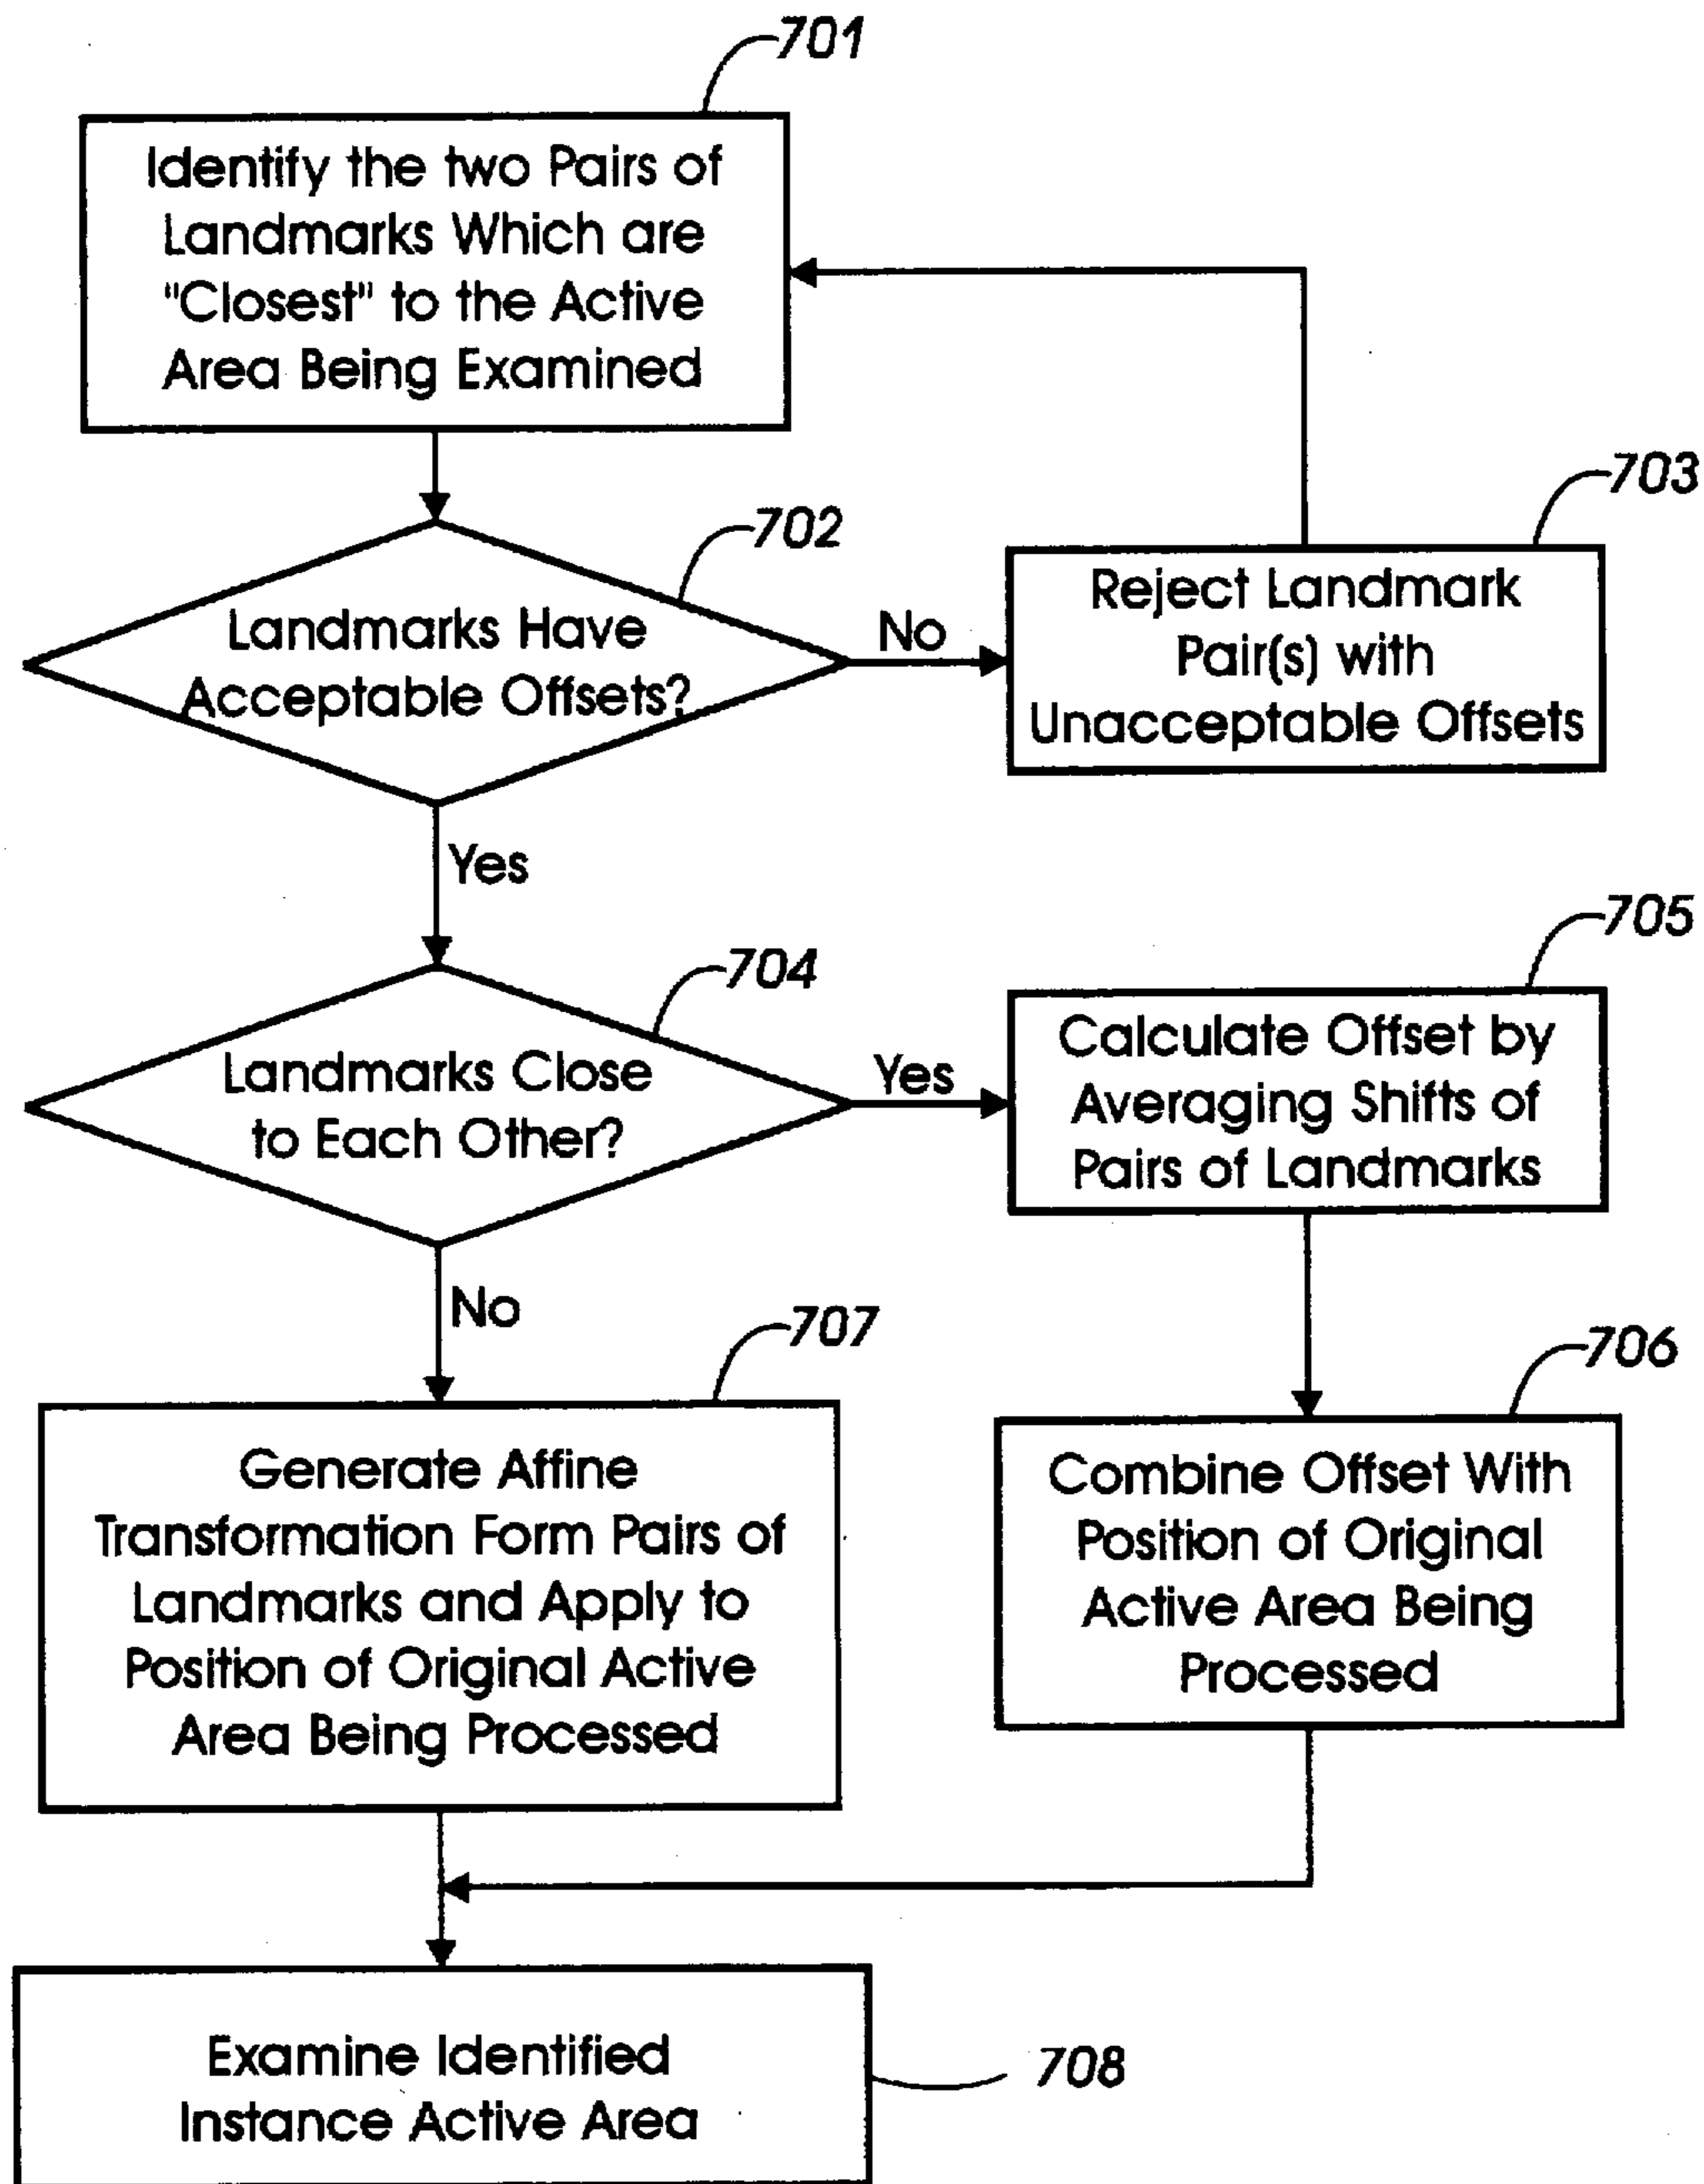 701
Identify the two Pairs of
Landmarks Which are
"Closest" to the Active
Area Being Examined
702
Landmarks Have
Acceptable Offsets?
No
703
Reject Landmark
Pair(s) with
Unacceptable Offsets
Yes
704
Landmarks Close
to Each Other?
Yes
705
Calculate Offset by
Averaging Shifts of
Pairs of Landmarks
706
Combine Offset With
Position of Original
Active Area Being
Processed
No
707
Generate Affine
Transformation Form Pairs of
Landmarks and Apply to
Position of Original Active
Area Being Processed
708
Examine Identified
Instance Active Area